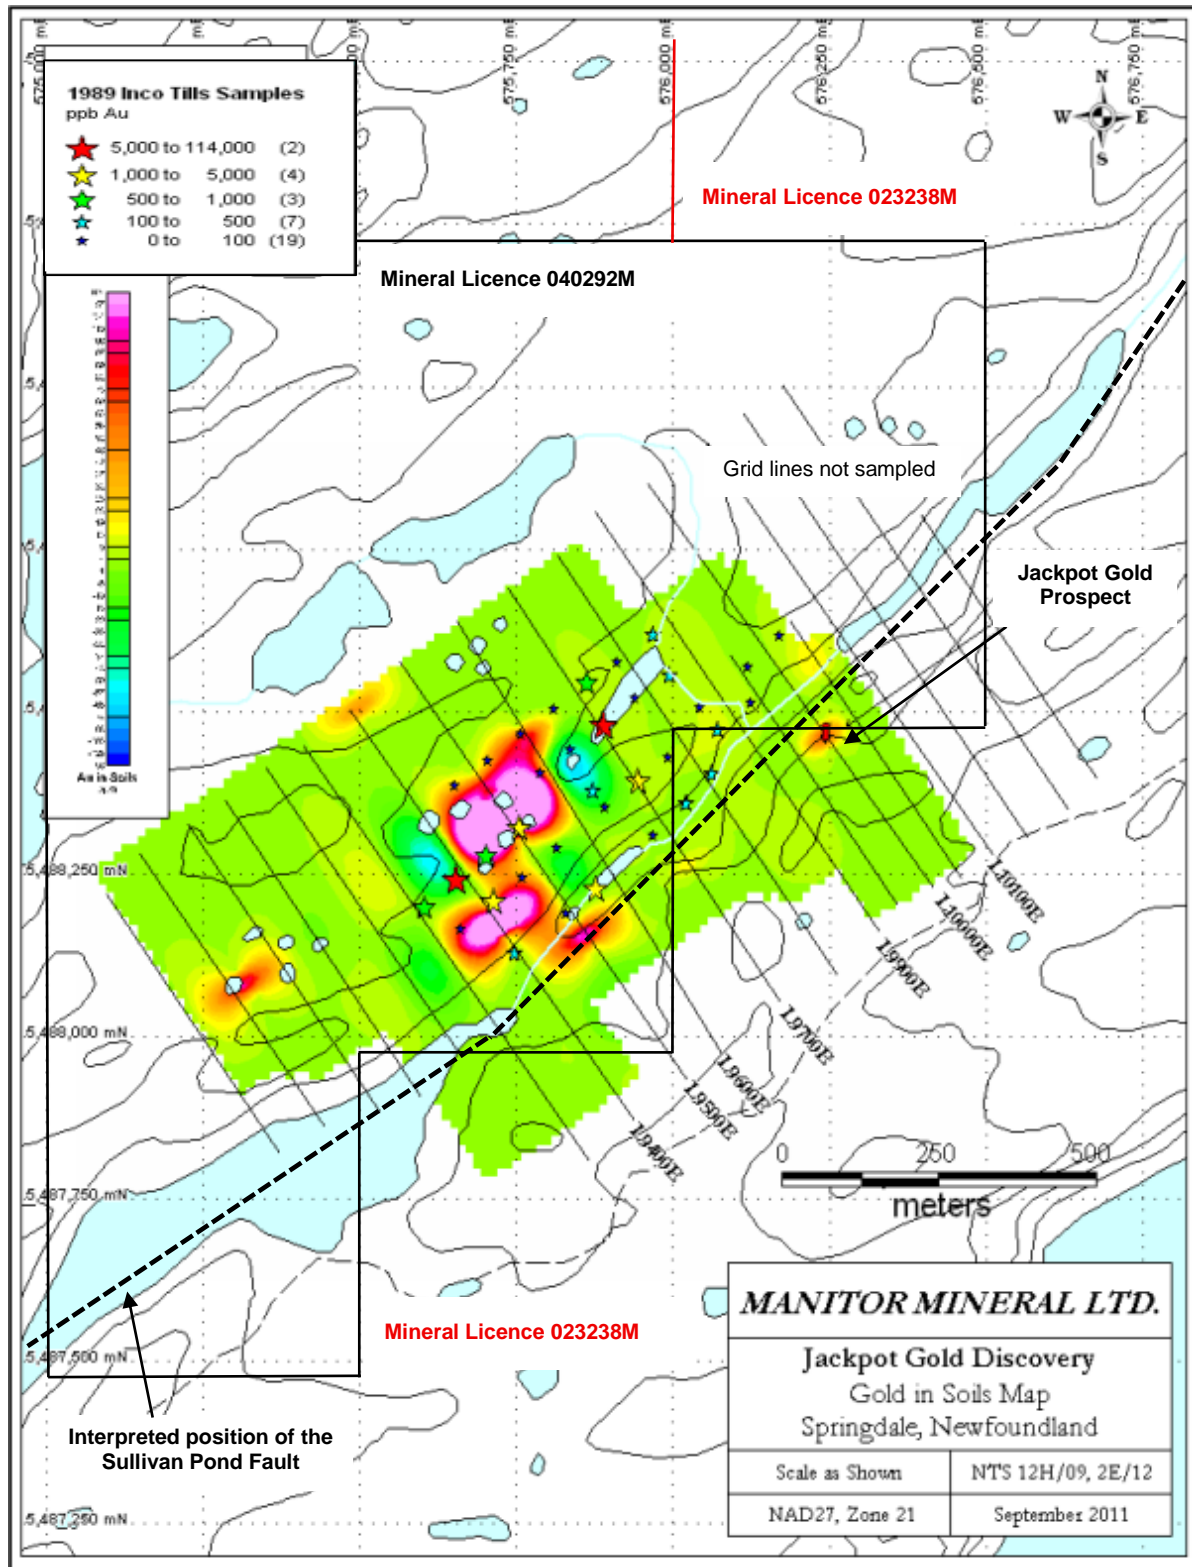 575,750 mE
576,000 mE
576,250 mE
576,500 mE
576,750 mE
1989 Inco Tills Samples
ppb Au
5,000 to 114,000 (2)
1,000 to 5,000 (4)
500 to 1,000 (3)
100 to 500 (7)
0 to 100 (19)
N
W E
S
Mineral Licence 023238M
Mineral Licence 040292M
Grid lines not sampled
Jackpot Gold
Prospect
Au in Soils
5,488,250 mN
5,488,000 mN
5,487,750 mN
5,487,500 mN
5,487,250 mN
L10100E
L10000E
L9900E
L9700E
L9600E
L9500E
L9400E
0 250 500
meters
Mineral Licence 023238M
Interpreted position of the
Sullivan Pond Fault
MANITOR MINERAL LTD.
Jackpot Gold Discovery
Gold in Soils Map
Springdale, Newfoundland
Scale as Shown
NTS 12H/09, 2E/12
NAD27, Zone 21
September 2011